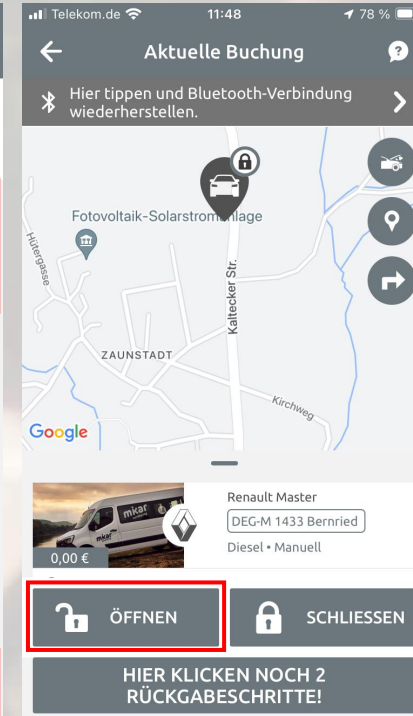 Telekom.de 11:48 78 %
Aktuelle Buchung ?
Hier tippen und Bluetooth-Verbindung
wiederherstellen.
Fotovoltaik-Solarstromanlage
Hütergasse
Kaltecker Str.
ZAUNSTADT
Kirchweg
Google
Renault Master
mkar
DEG-M 1433 Bernried
Diesel • Manuell
0,00 €
ÖFFNEN
SCHLIESSEN
HIER KLICKEN NOCH 2
RÜCKGABESCHRITTE!